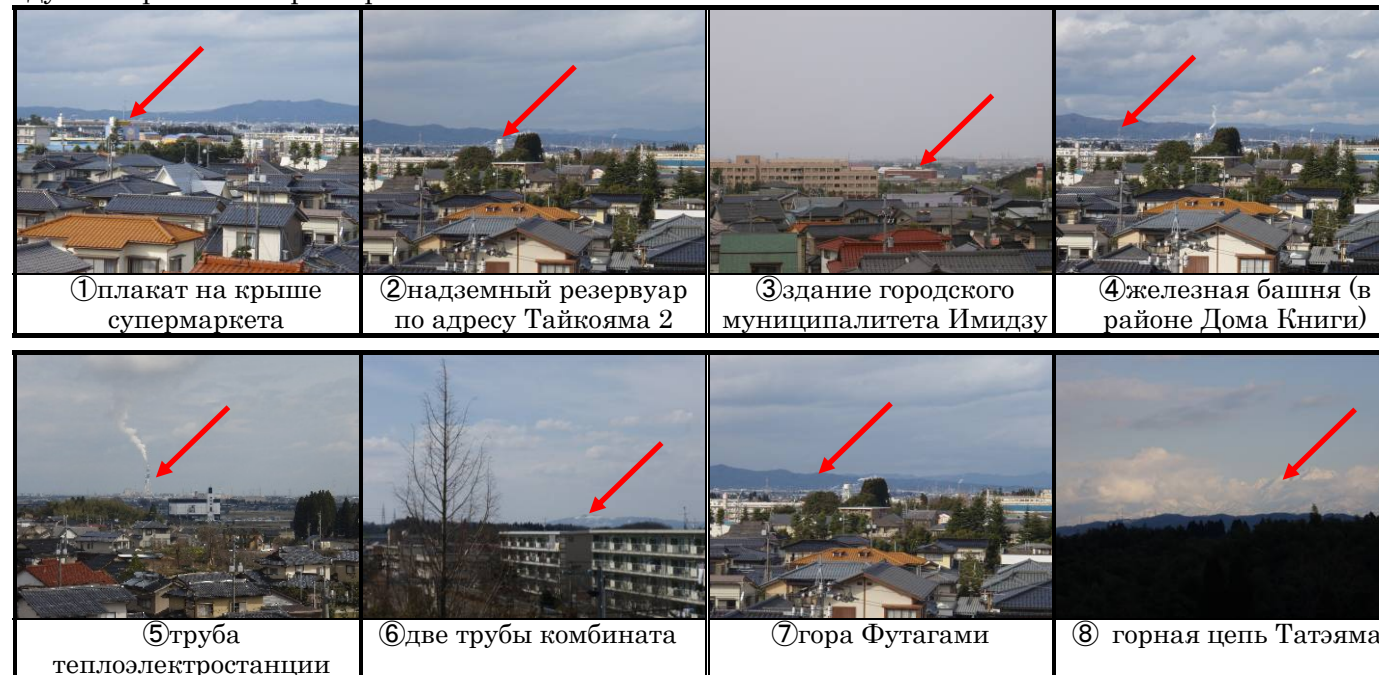 ①плакат на крыше
супермаркета
②надземный резервуар
по адресу Тайкояма 2
③здание городского
муниципалитета Имидзу
④железная башня (в
районе Дома Книги)
⑤труба
теплоэлектростанции
⑥две трубы комбината
⑦гора Футагами
⑧ горная цепь Татэяма